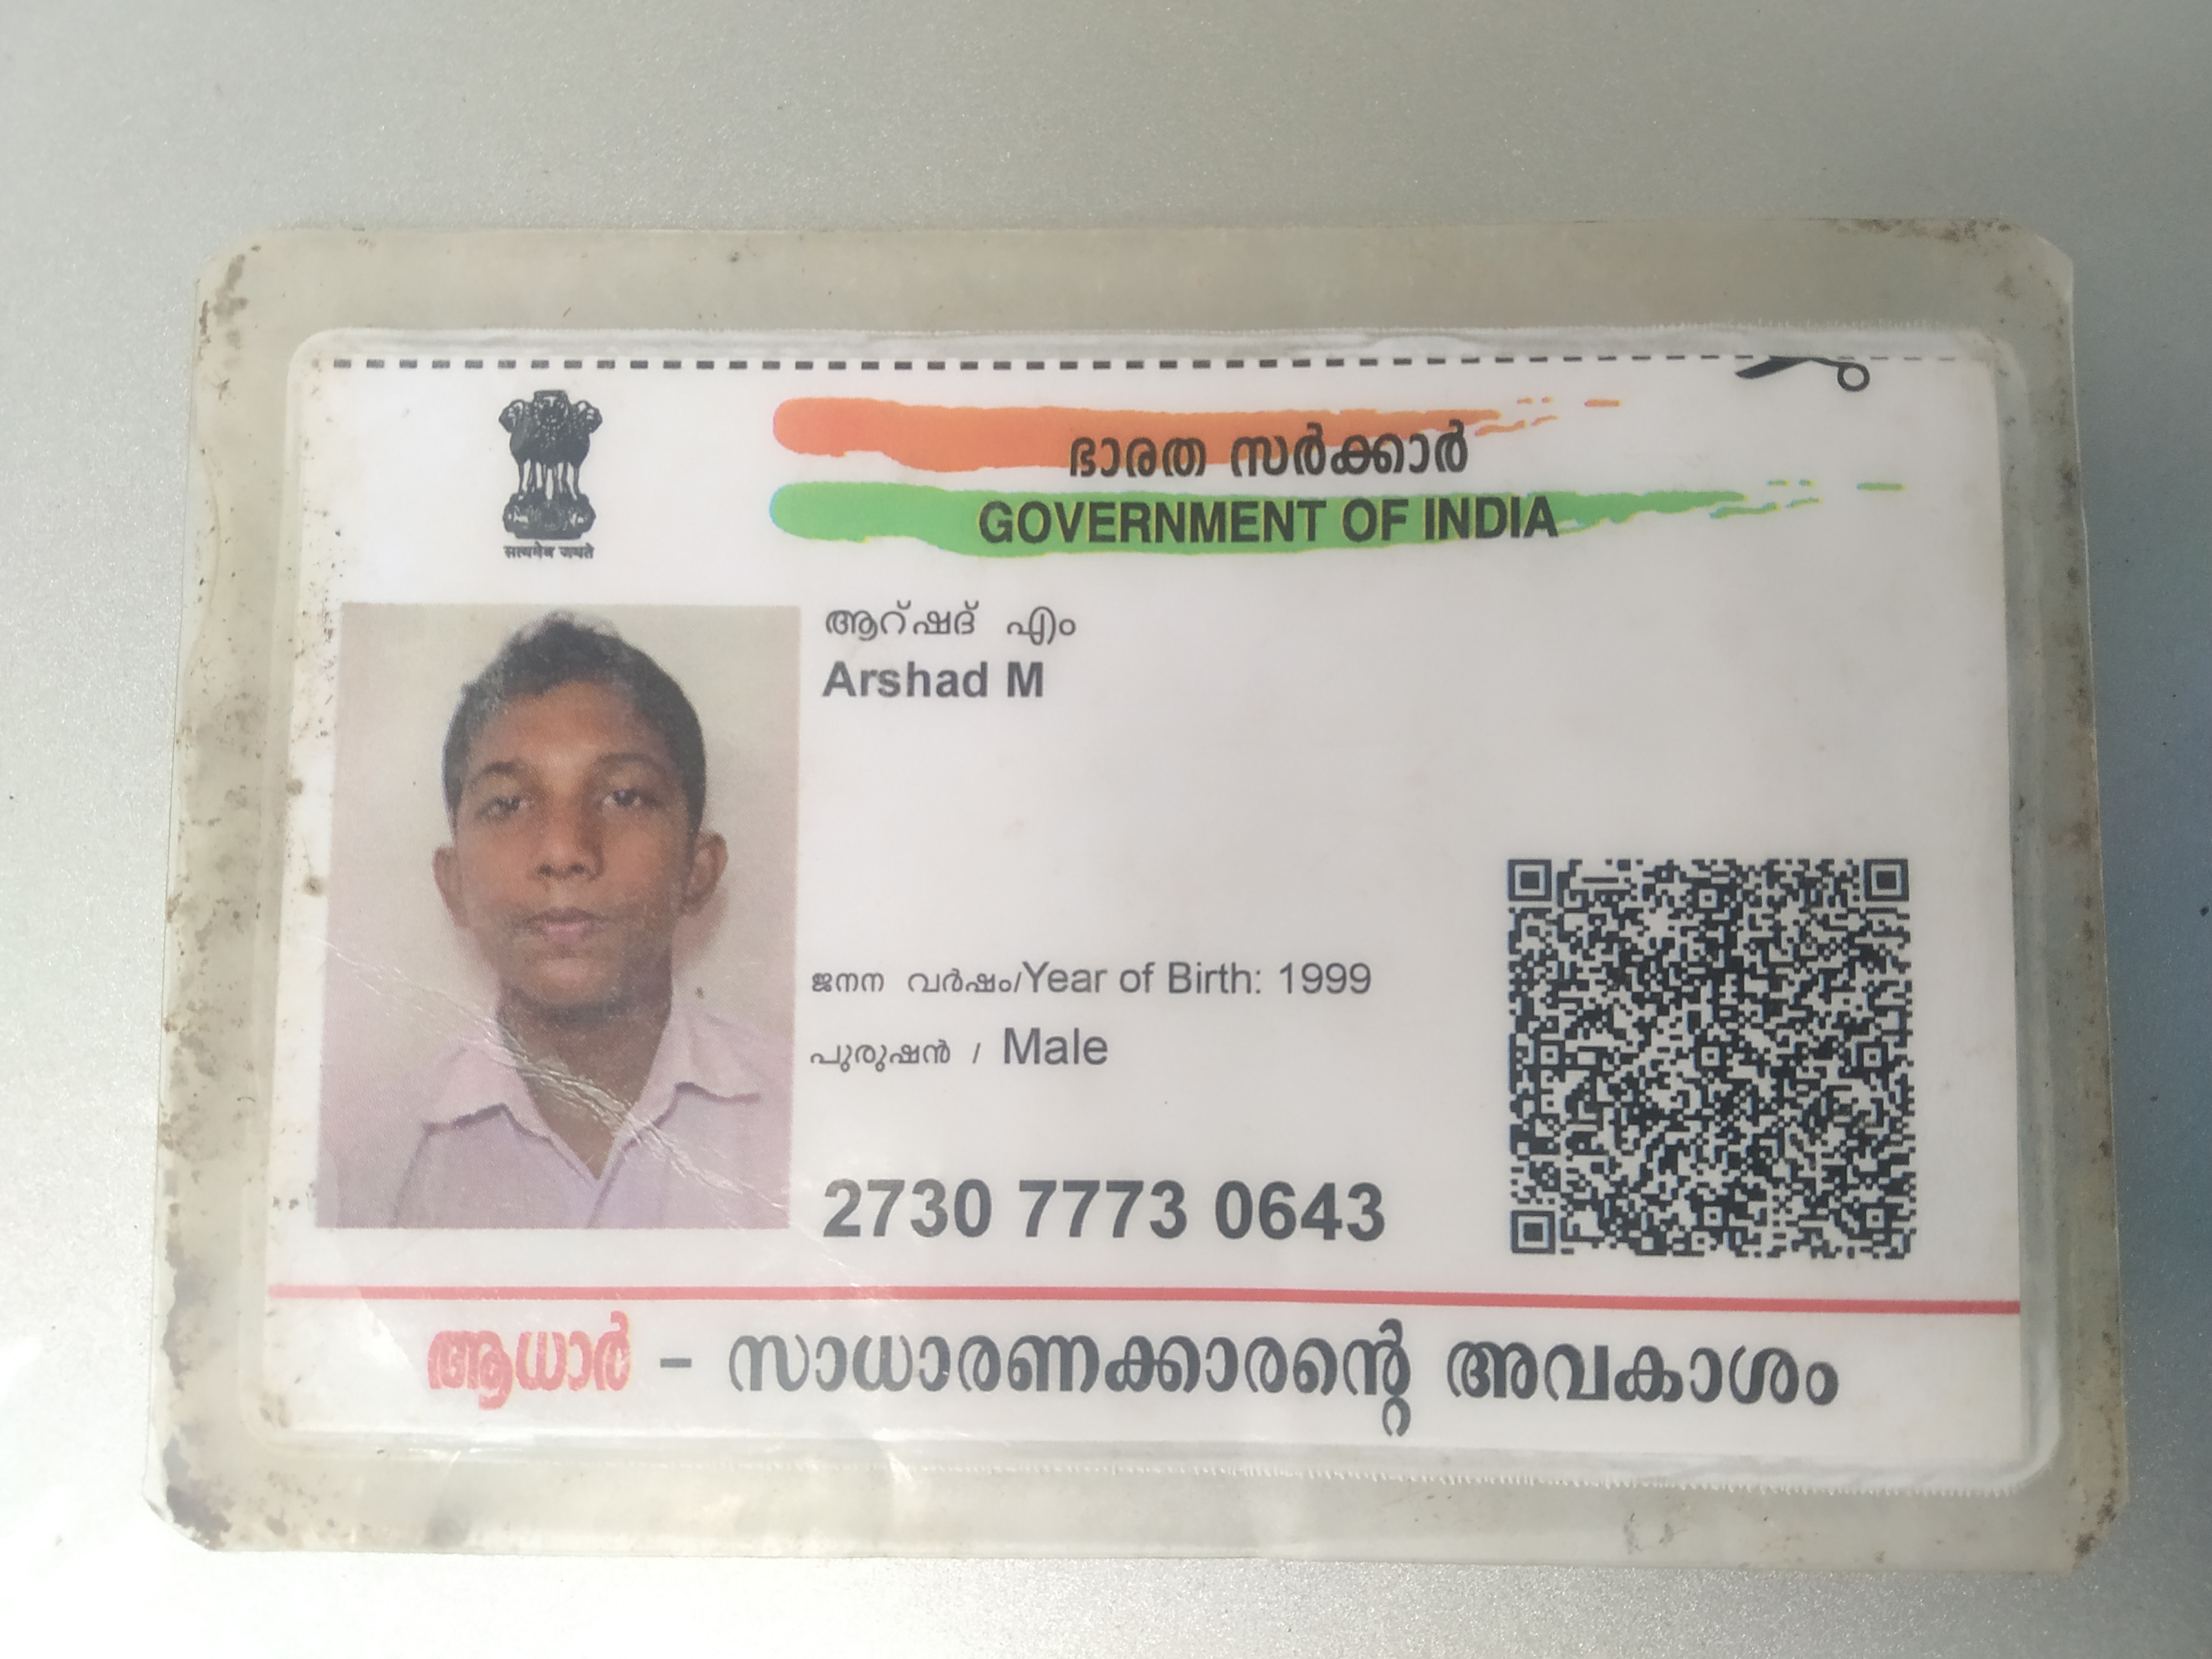 ഭാരത സർക്കാർ
GOVERNMENT OF INDIA
सत्यमेव जयते
ആറ്ഷദ് എം
Arshad M
ജനന വർഷം/Year of Birth: 1999
പുരുഷൻ / Male
2730 7773 0643
ആധാർ - സാധാരണക്കാരന്റെ അവകാശം